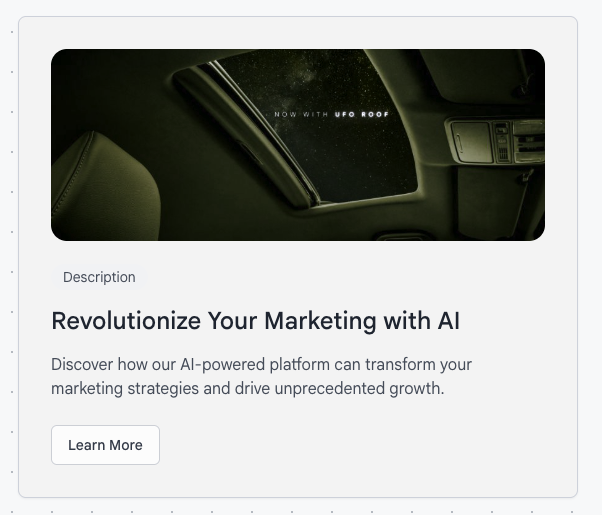 NOW WITH UFO ROOF
Description
Revolutionize Your Marketing with AI
Discover how our AI-powered platform can transform your
marketing strategies and drive unprecedented growth.
Learn More